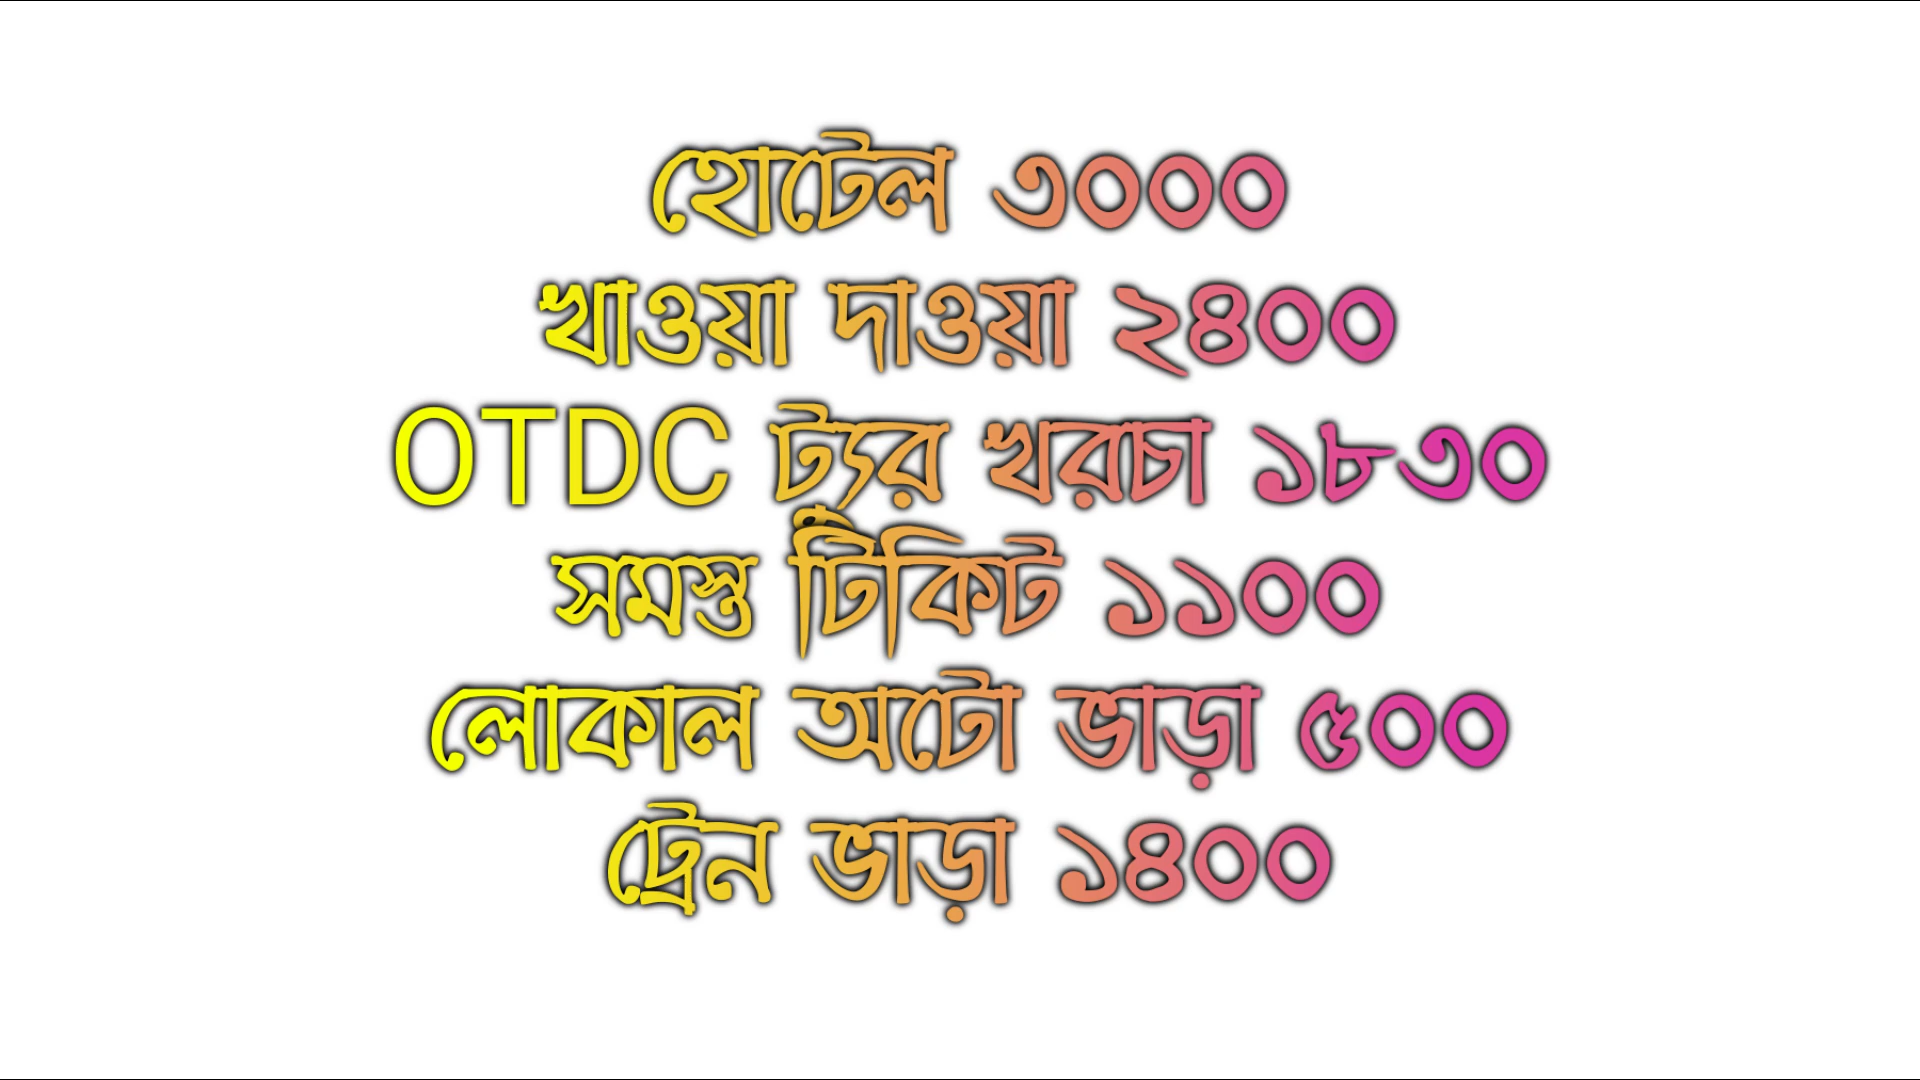 হোটেল ৩০০০
খাওয়া দাওয়া ২৪০০
OTDC ট্যুর খরচা ১৮৩০
সমস্ত টিকিট ১১০০
লোকাল অটো ভাড়া ৫০০
ট্রেন ভাড়া ১৪০০